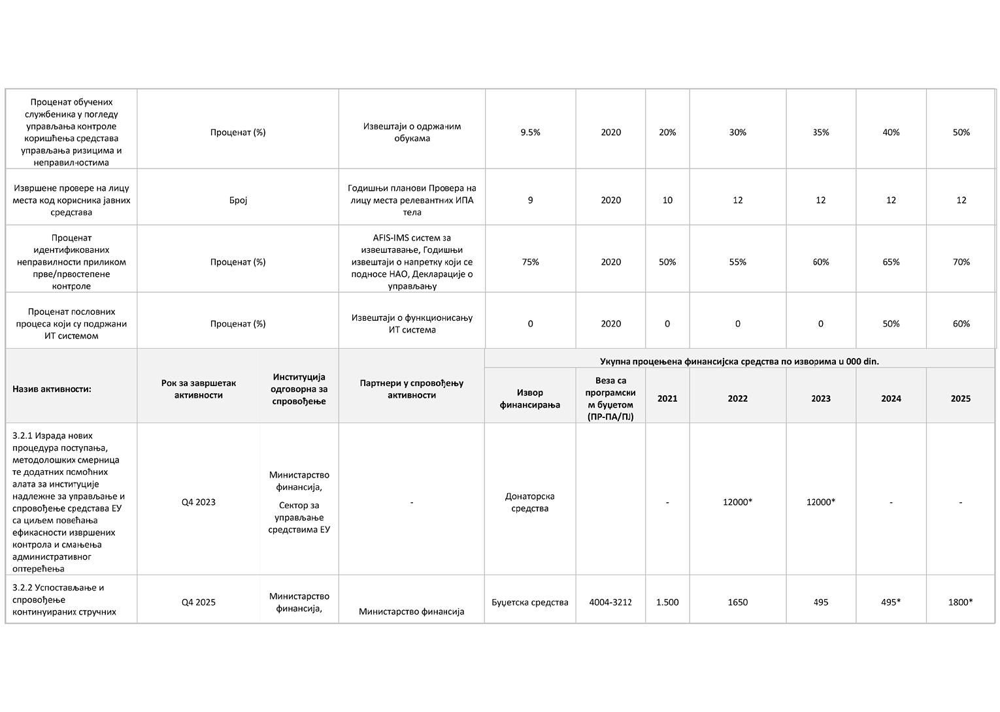 Проценат обучених
службеника у погледу
управљања контроле
коришћења средстава
управљања ризицима и
неправилностима
Проценат (%)
Извештаји о одржаним
обукама
9.5%
2020
20%
30%
35%
40%
50%
Извршене провере на лицу
места код корисника јавних
средстава
Број
Годишњи планови Провера на
лицу места релевантних ИПА
тела
9
2020
10
12
12
12
12
Проценат
идентификованих
неправилности приликом
прве/првостепене
контроле
Проценат (%)
AFIS-IMS систем за
извештавање, Годишњи
извештаји о напретку који се
подносе НАО, Декларације о
управљању
75%
2020
50%
55%
60%
65%
70%
Проценат пословних
процеса који су подржани
ИТ системом
Проценат (%)
Извештаји о функционисању
ИТ система
0
2020
0
0
0
50%
60%
Назив активности:
Рок за завршетак
активности
Институција
одговорна за
спровођење
Партнери у спровођењу
активности
Укупна процењена финансијска средства по изворима u 000 din.
Извор
финансирања
Веза са
програмски
м буџетом
(ПР-ПА/ПЈ)
2021
2022
2023
2024
2025
3.2.1 Израда нових
процедура поступања,
методолошких смерница
те додатних помоћних
алата за институције
надлежне за управљање и
спровођење средстава ЕУ
са циљем повећања
ефикасности извршених
контрола и смањења
административног
оптерећења
Q4 2023
Министарство
финансија,
Сектор за
управљање
средствима ЕУ
-
Донаторска
средства
-
12000*
12000*
-
-
3.2.2 Успостављање и
спровођење
континуираних стручних
Q4 2025
Министарство
финансија,
Министарство финансија
Буџетска средства
4004-3212
1.500
1650
495
495*
1800*